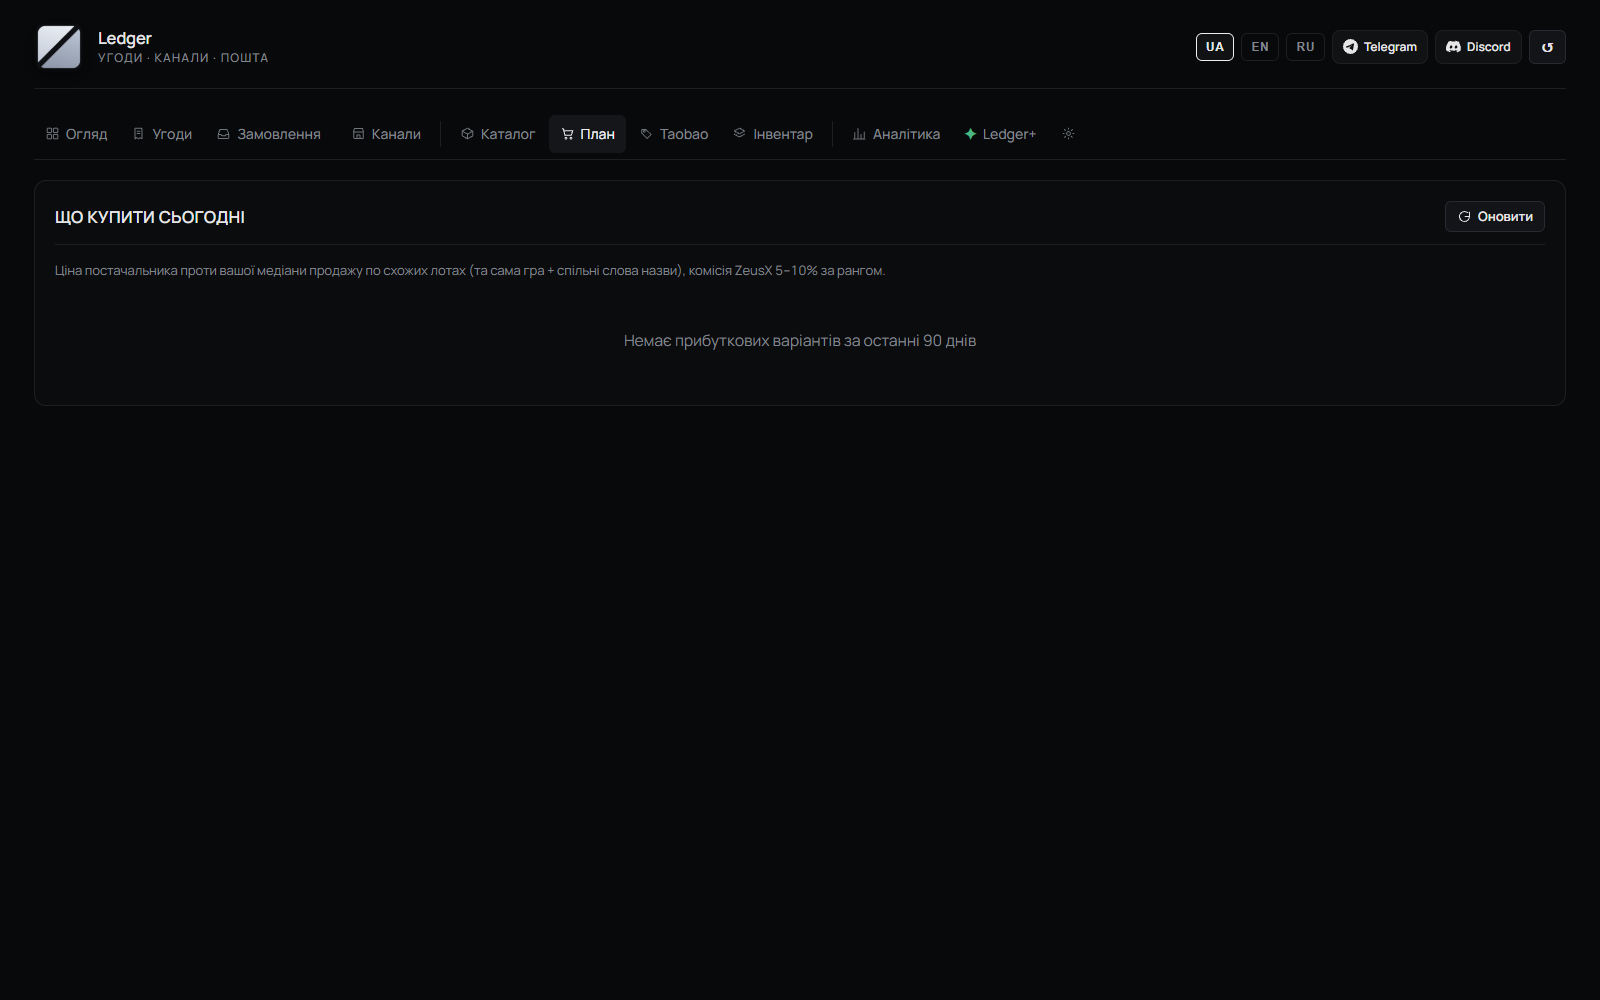 Ledger
УГОДИ · КАНАЛИ · ПОШТА
UA EN RU Telegram Discord
Огляд Угоди Замовлення Канали Каталог План Taobao Інвентар Аналітика Ledger+
ЩО КУПИТИ СЬОГОДНІ
Оновити
Ціна постачальника проти вашої медіани продажу по схожих лотах (та сама гра + спільні слова назви), комісія ZeusX 5–10% за рангом.
Немає прибуткових варіантів за останні 90 днів